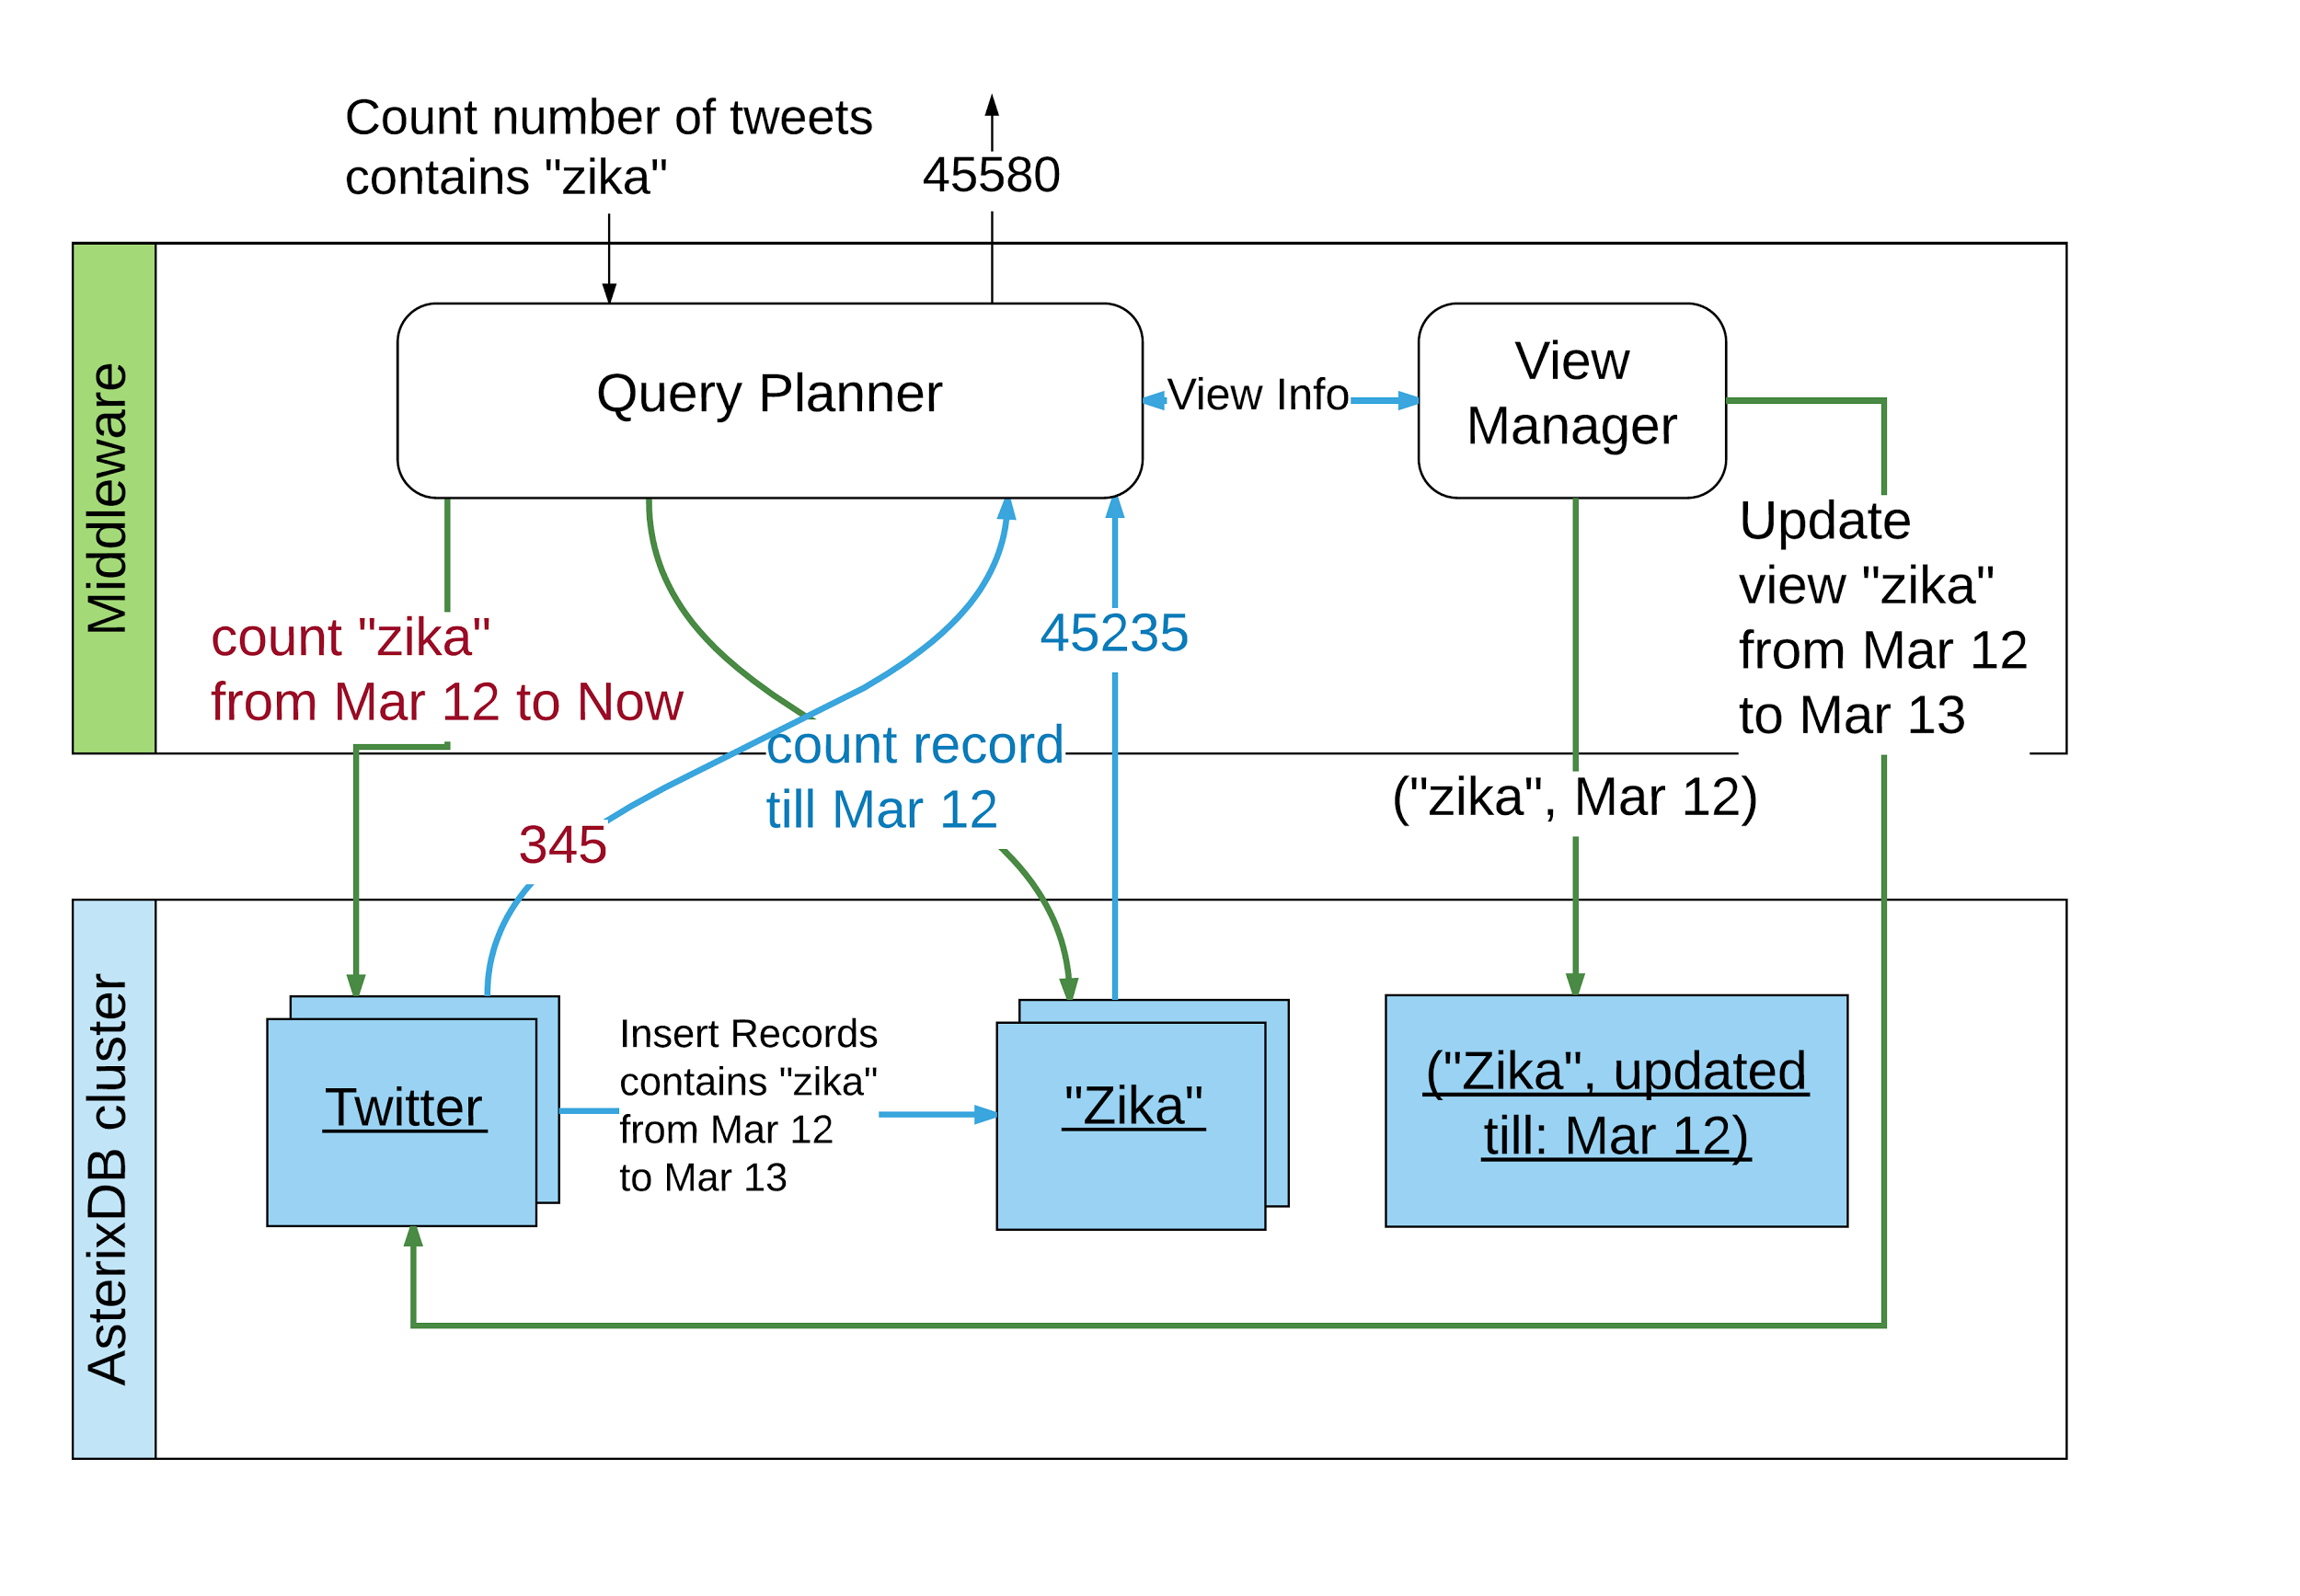 Count number of tweets
contains "zika"
45580
Middleware
Query Planner
View Info
View
Manager
Update
view "zika"
from Mar 12
to Mar 13
count "zika"
from Mar 12 to Now
45235
count record
till Mar 12
("zika", Mar 12)
345
AsterixDB cluster
Twitter
Insert Records
contains "zika"
from Mar 12
to Mar 13
"Zika"
("Zika", updated
till: Mar 12)